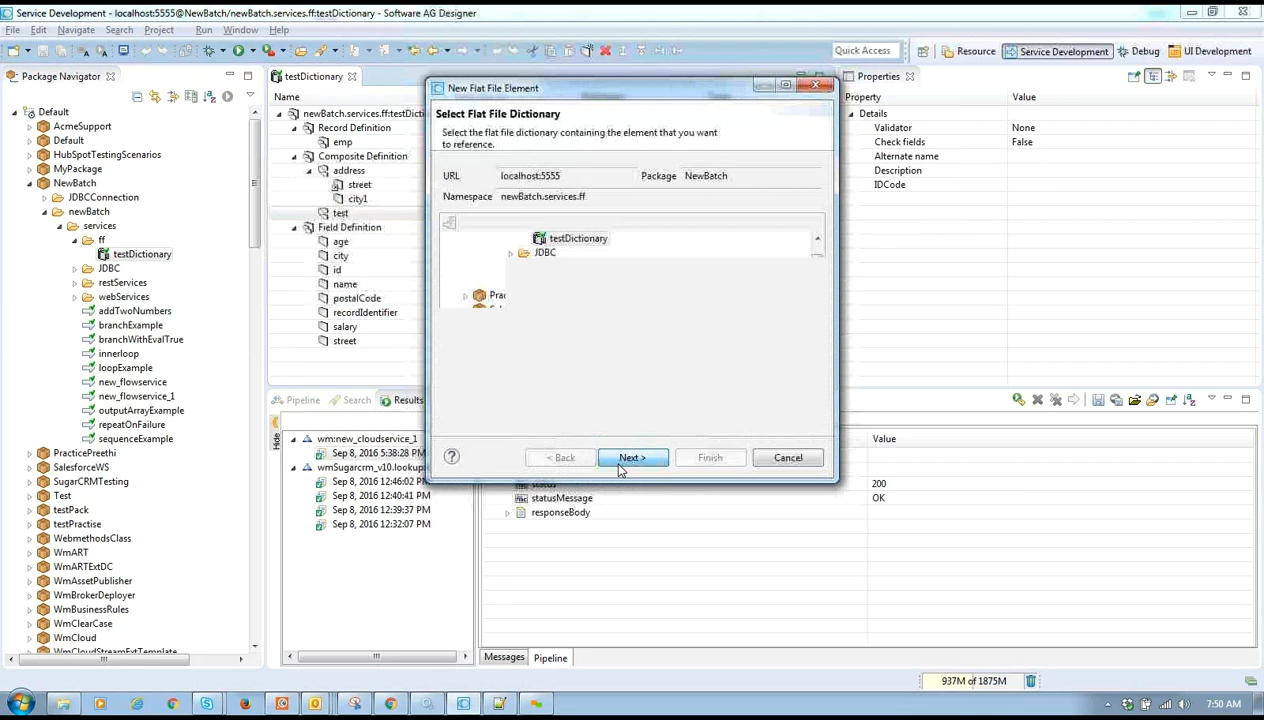 Service Development - localhost:5555@NewBatch/newBatch.services.ff:testDictionary - Software AG Designer
File Edit Navigate Search Project Run Window Help
Quick Access Resource Service Development Debug UI Development
Package Navigator
testDictionary
New Flat File Element
Properties
Name
Property Value
Default
AcmeSupport
Default
HubSpotTestingScenarios
MyPackage
NewBatch
JDBCConnection
newBatch
services
ff
testDictionary
JDBC
restServices
webServices
addTwoNumbers
branchExample
branchWithEvalTrue
innerloop
loopExample
new_flowservice
new_flowservice_1
outputArrayExample
repeatOnFailure
sequenceExample
PracticePreethi
SalesforceWS
SugarCRMTesting
Test
testPack
testPractise
WebmethodsClass
WmART
WmARTExtDC
WmAssetPublisher
WmBrokerDeployer
WmBusinessRules
WmClearCase
WmCloud
WmCloudStreamExtTemplate
newBatch.services.ff:testDicti
Record Definition
emp
Composite Definition
address
street
city1
test
Field Definition
age
city
id
name
postalCode
recordIdentifier
salary
street
Select Flat File Dictionary
Select the flat file dictionary containing the element that you want
to reference.
URL localhost:5555 Package NewBatch
Namespace newBatch.services.ff
testDictionary
JDBC
Prac
< Back Next > Finish Cancel
Details
Validator None
Check fields False
Alternate name
Description
IDCode
Pipeline Search Results
Hide
wm:new_cloudservice_1
Sep 8, 2016 5:38:28 PM
wmSugarcrm_v10.lookup
Sep 8, 2016 12:46:02 PM
Sep 8, 2016 12:40:41 PM
Sep 8, 2016 12:39:37 PM
Sep 8, 2016 12:32:07 PM
Value
status 200
statusMessage OK
responseBody
Messages Pipeline
937M of 1875M
7:50 AM